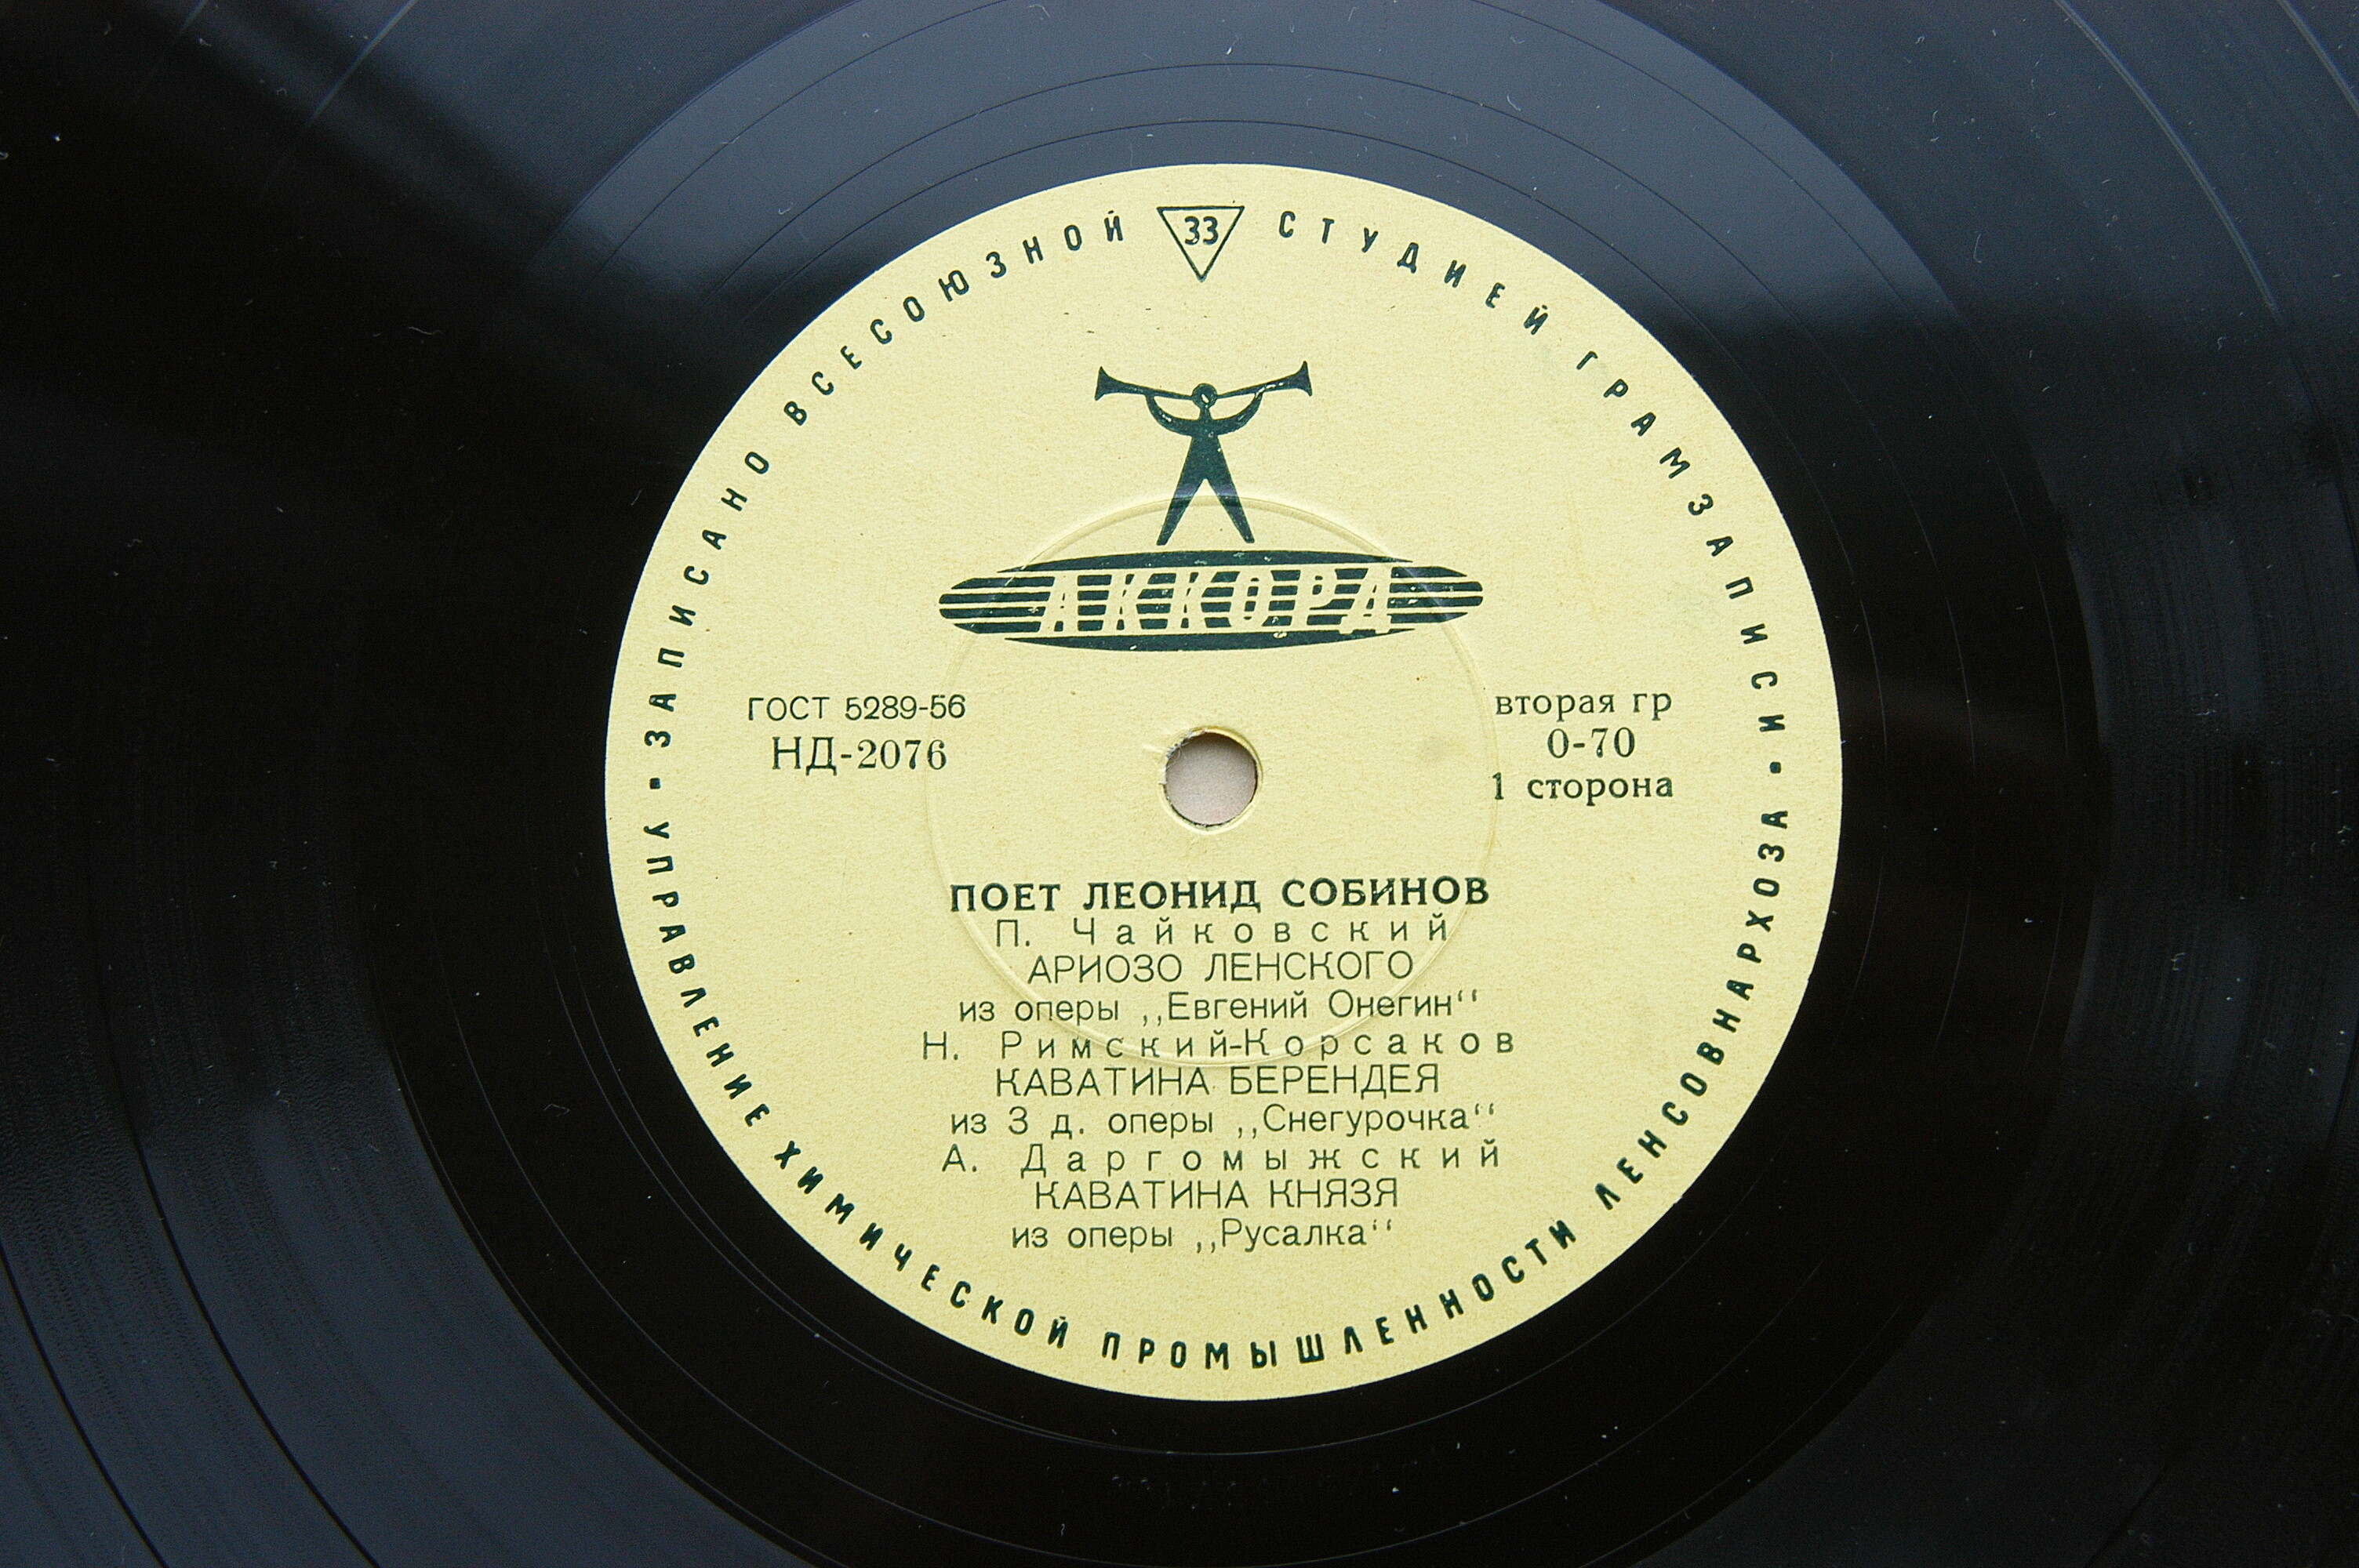 ЗАПИСАНО ВСЕСОЮЗНОЙ 33 СТУДИЕЙ ГРАМЗАПИСИ
АККОРД
ГОСТ 5289-56
НД-2076
вторая гр
0-70
1 сторона
ПОЕТ ЛЕОНИД СОБИНОВ
П. Чайковский
АРИОЗО ЛЕНСКОГО
из оперы „Евгений Онегин“
Н. Римский-Корсаков
КАВАТИНА БЕРЕНДЕЯ
из 3 д. оперы „Снегурочка“
А. Даргомыжский
КАВАТИНА КНЯЗЯ
из оперы „Русалка“
• УПРАВЛЕНИЕ ХИМИЧЕСКОЙ ПРОМЫШЛЕННОСТИ ЛЕНСОВНАРХОЗА •